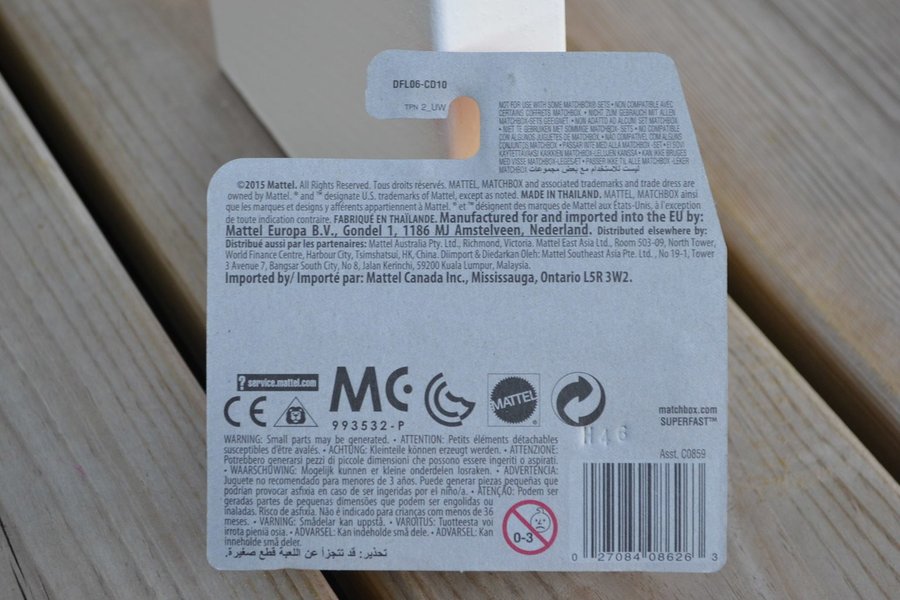 DFL06-CD10
TPN 2_UW
NOT FOR USE WITH SOME MATCHBOX® SETS • NON COMPATIBLE AVEC
CERTAINS COFFRETS MATCHBOX. • NICHT ZUM GEBRAUCH MIT ALLEN
MATCHBOX-SETS GEEIGNET • NON ADATTO AD ALCUNI SET MATCHBOX
• NIET TE GEBRUIKEN MET SOMMIGE MATCHBOX-SETS • NO COMPATIBLE
CON ALGUNOS JUGUETES DE MATCHBOX. • NÃO COMPATÍVEL COM ALGUNS
CONJUNTOS MATCHBOX • PASSAR INTE MED ALLA MATCHBOX-SET • EI SOVI
KÄYTETTÄVÄKSI KAIKKIEN MATCHBOX-LELUJEN KANSSA • KAN IKKE BRUGES
MED VISSE MATCHBOX-LEGESÆT • PASSER IKKE TIL ALLE MATCHBOX-LEKER
MATCHBOX ليست للاستخدام مع بعض مجموعات
©2015 Mattel. All Rights Reserved. Tous droits réservés. MATTEL, MATCHBOX and associated trademarks and trade dress are
owned by Mattel. ® and ™ designate U.S. trademarks of Mattel, except as noted. MADE IN THAILAND. MATTEL, MATCHBOX ainsi
que les marques et designs y afférents appartiennent à Mattel. ® et ™ désignent des marques de Mattel aux États-Unis, à l'exception
de toute indication contraire. FABRIQUÉ EN THAÏLANDE. Manufactured for and imported into the EU by:
Mattel Europa B.V., Gondel 1, 1186 MJ Amstelveen, Nederland. Distributed elsewhere by:
Distribué aussi par les partenaires: Mattel Australia Pty. Ltd., Richmond, Victoria. Mattel East Asia Ltd., Room 503-09, North Tower,
World Finance Centre, Harbour City, Tsimshatsui, HK, China. Diimport & Diedarkan Oleh: Mattel Southeast Asia Pte. Ltd. , No 19-1, Tower
3 Avenue 7, Bangsar South City, No 8, Jalan Kerinchi, 59200 Kuala Lumpur, Malaysia.
Imported by/ Importé par: Mattel Canada Inc., Mississauga, Ontario L5R 3W2.
? service.mattel.com
CE
MC
993532-P
MATTEL
®
H46
matchbox.com
SUPERFAST™
WARNING: Small parts may be generated. • ATTENTION: Petits éléments détachables
susceptibles d'être avalés. • ACHTUNG: Kleinteile können erzeugt werden. • ATTENZIONE:
Potrebbero generarsi pezzi di piccole dimensioni che possono essere ingeriti o aspirati.
• WAARSCHUWING: Mogelijk kunnen er kleine onderdelen losraken. • ADVERTENCIA:
Juguete no recomendado para menores de 3 años. Puede generar piezas pequeñas que
podrían provocar asfixia en caso de ser ingeridas por el niño/a. • ATENÇÃO: Podem ser
geradas partes de pequenas dimensões que podem ser engolidas ou
inaladas. Risco de asfixia. Não é indicado para crianças com menos de 36
meses. • VARNING: Smådelar kan uppstå. • VAROITUS: Tuotteesta voi
irrota pieniä osia. • ADVARSEL: Kan indeholde små dele. • ADVARSEL: Kan
inneholde små deler.
تحذير: قد تتجزأ عن اللعبة قطع صغيرة.
0-3
Asst. C0859
0 27084 08626 3